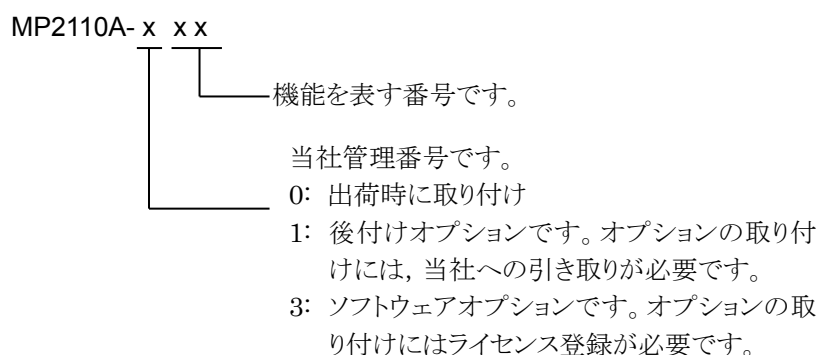 MP2110A- x x x
機能を表す番号です。
当社管理番号です。
0: 出荷時に取り付け
1: 後付けオプションです。オプションの取り付
けには, 当社への引き取りが必要です。
3: ソフトウェアオプションです。オプションの取
り付けにはライセンス登録が必要です。